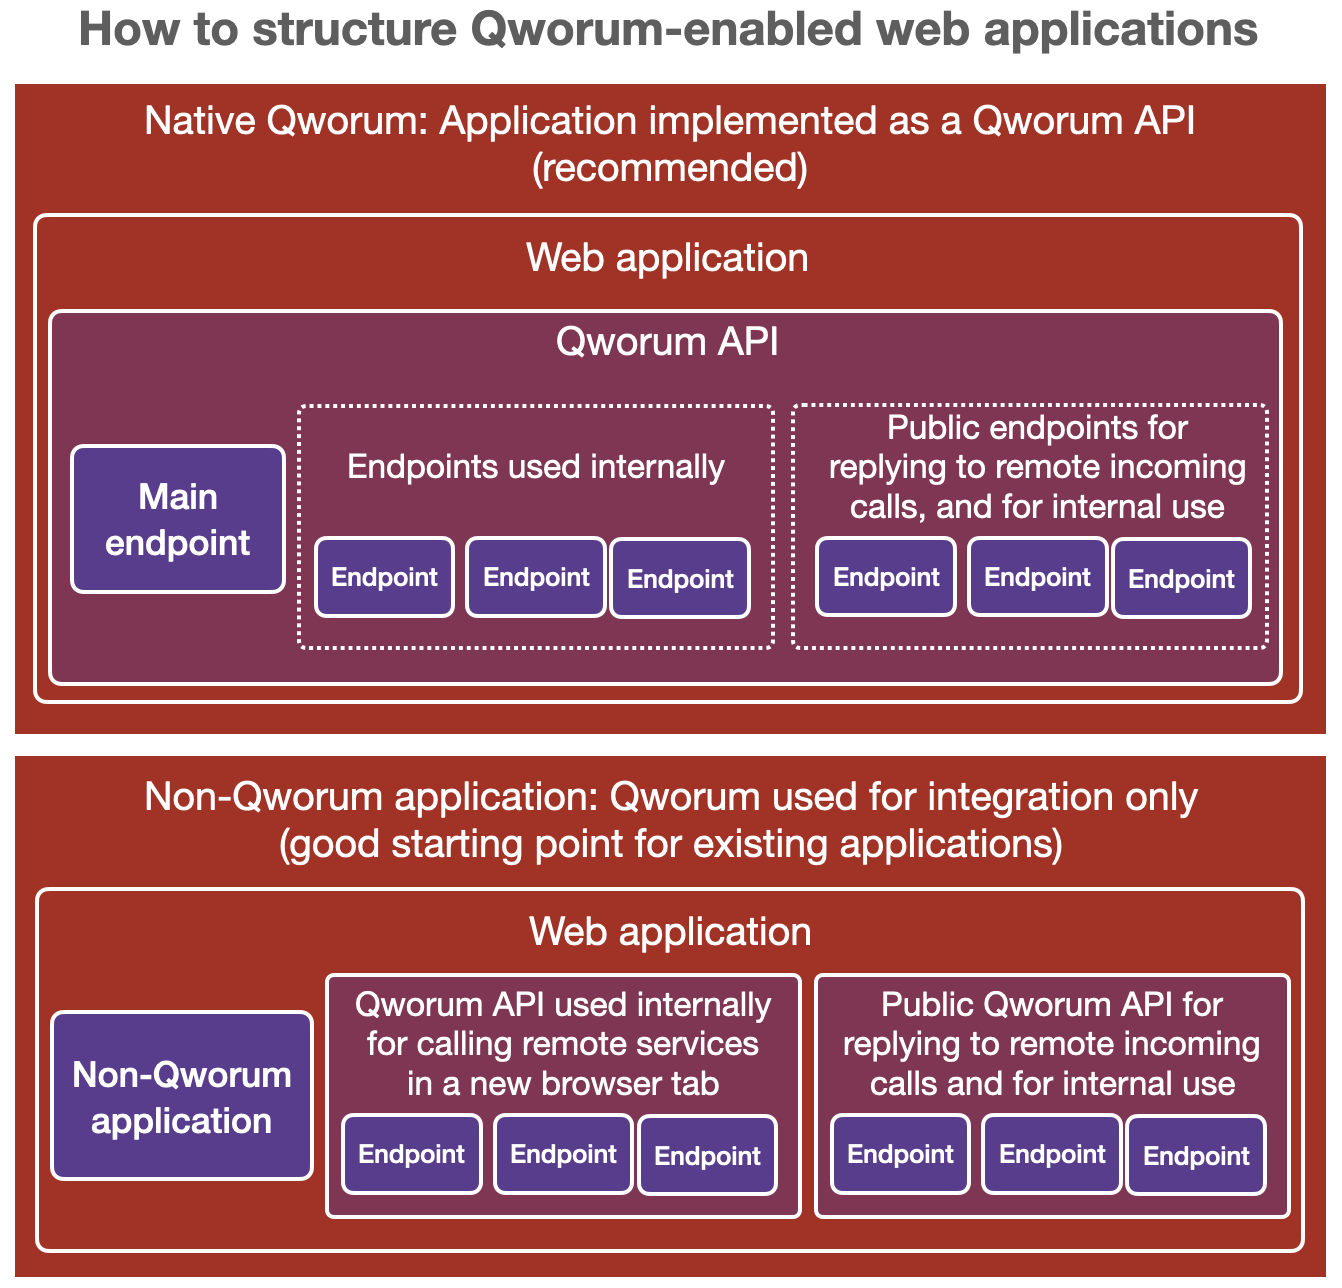 How to structure Qworum-enabled web applications
Native Qworum: Application implemented as a Qworum API
(recommended)
Web application
Qworum API
Main
endpoint
Endpoints used internally
Endpoint
Endpoint
Endpoint
Public endpoints for
replying to remote incoming
calls, and for internal use
Endpoint
Endpoint
Endpoint
Non-Qworum application: Qworum used for integration only
(good starting point for existing applications)
Web application
Non-Qworum
application
Qworum API used internally
for calling remote services
in a new browser tab
Endpoint
Endpoint
Endpoint
Public Qworum API for
replying to remote incoming
calls and for internal use
Endpoint
Endpoint
Endpoint